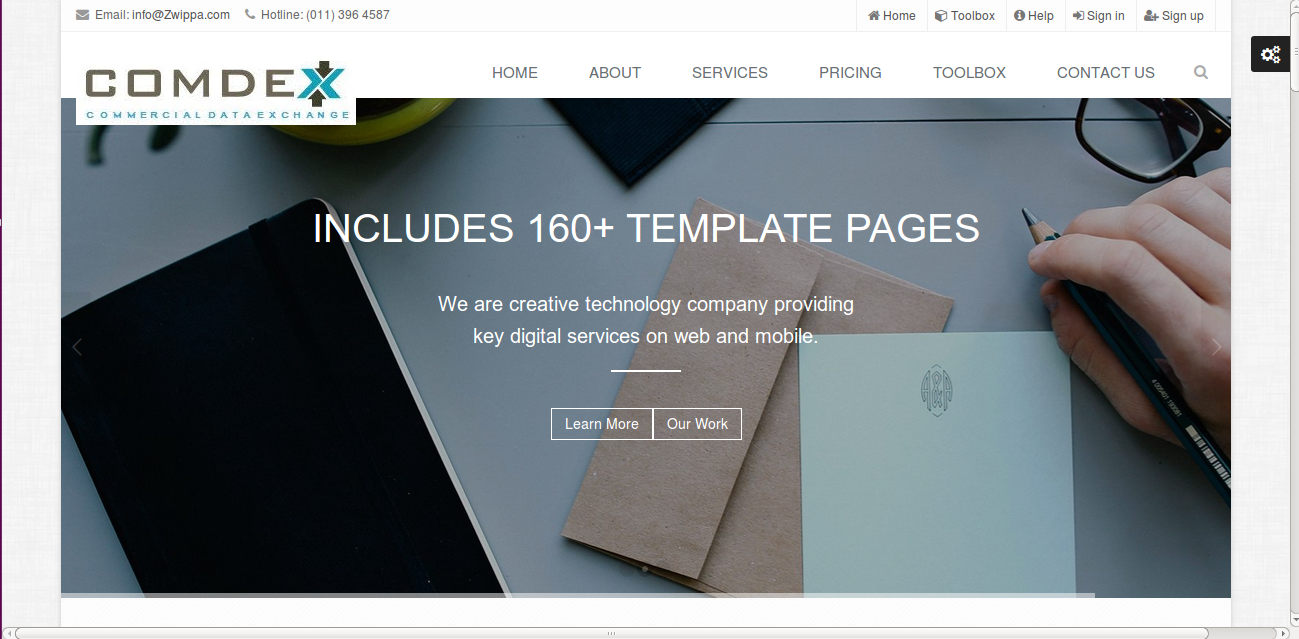 Email: info@Zwippa.com Hotline: (011) 396 4587 Home Toolbox Help Sign in Sign up
COMDEX
COMMERCIAL DATA EXCHANGE
HOME ABOUT SERVICES PRICING TOOLBOX CONTACT US
INCLUDES 160+ TEMPLATE PAGES
We are creative technology company providing
key digital services on web and mobile.
Learn More Our Work
A&A